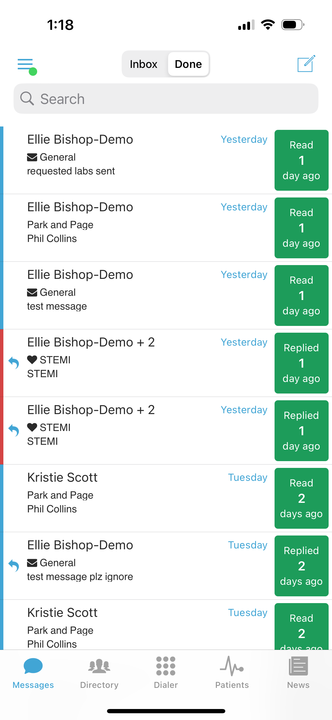 1:18
Inbox
Done
Search
Ellie Bishop-Demo
Yesterday
General
requested labs sent
Read
1
day ago
Ellie Bishop-Demo
Yesterday
Park and Page
Phil Collins
Read
1
day ago
Ellie Bishop-Demo
Yesterday
General
test message
Read
1
day ago
Ellie Bishop-Demo + 2
Yesterday
STEMI
STEMI
Replied
1
day ago
Ellie Bishop-Demo + 2
Yesterday
STEMI
STEMI
Replied
1
day ago
Kristie Scott
Tuesday
Park and Page
Phil Collins
Read
2
days ago
Ellie Bishop-Demo
Tuesday
General
test message plz ignore
Replied
2
days ago
Kristie Scott
Tuesday
Park and Page
Phil Collins
Read
2
days ago
Messages
Directory
Dialer
Patients
News